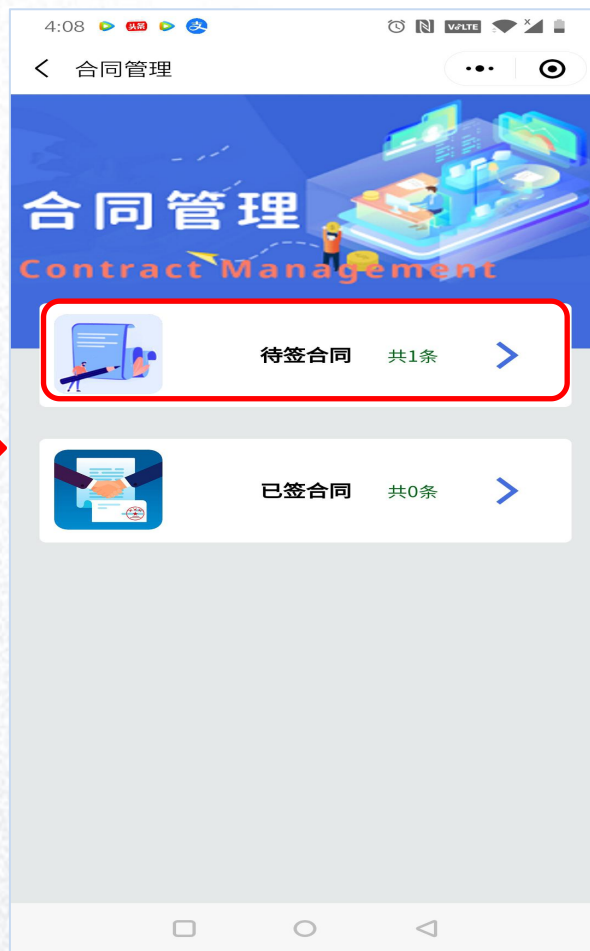 4:08 头条 VoLTE
合同管理
合同管理
Contract Management
待签合同 共1条
已签合同 共0条